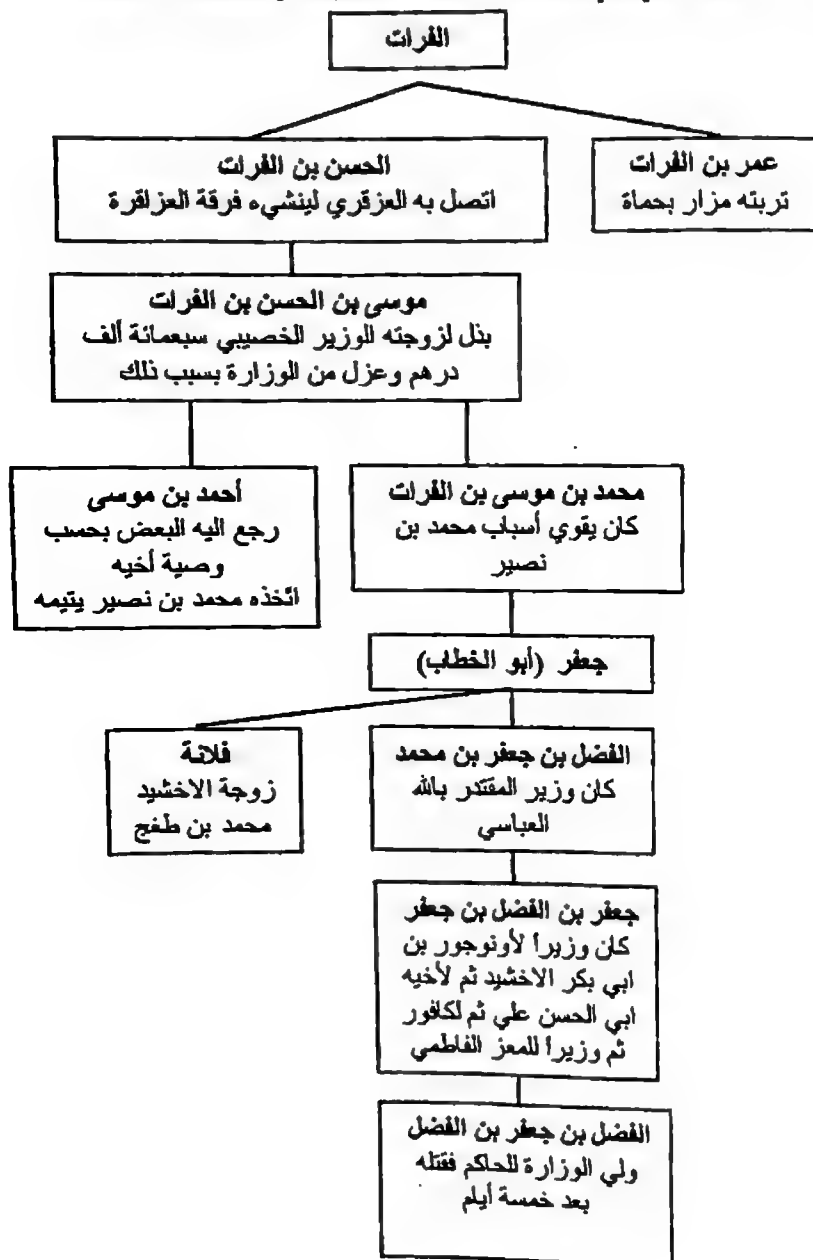 الفرات
عمر بن الفرات
تربته مزار بحماة
الحسن بن الفرات
اتصل به العزقري لينشيء فرقة العزاقرة
موسى بن الحسن بن الفرات
بذل لزوجته للوزير الخصيبي سبعمائة ألف
درهم وعزل من الوزارة بسبب ذلك
محمد بن موسى بن الفرات
كان يقوي أسباب محمد بن
نصير
أحمد بن موسى
رجع اليه البعض بحسب
وصية أخيه
اتخذه محمد بن نصير يتيمه
جعفر (أبو الخطاب)
الفضل بن جعفر بن محمد
كان وزير المقتدر بالله
العباسي
فلانة
زوجة الاخشيد
محمد بن طغج
جعفر بن الفضل بن جعفر
كان وزيراً لأونوجور بن
ابي بكر الاخشيد ثم لأخيه
ابي الحسن علي ثم لكافور
ثم وزيراً للمعز الفاطمي
الفضل بن جعفر بن الفضل
ولي الوزارة للحاكم فقتله
بعد خمسة أيام